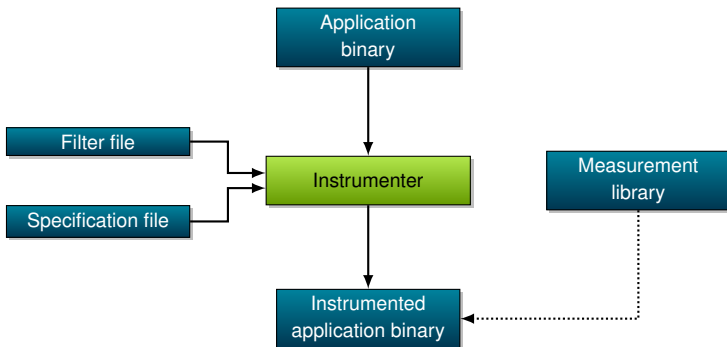 Application
binary
Filter file
Instrumenter
Measurement
library
Specification file
Instrumented
application binary